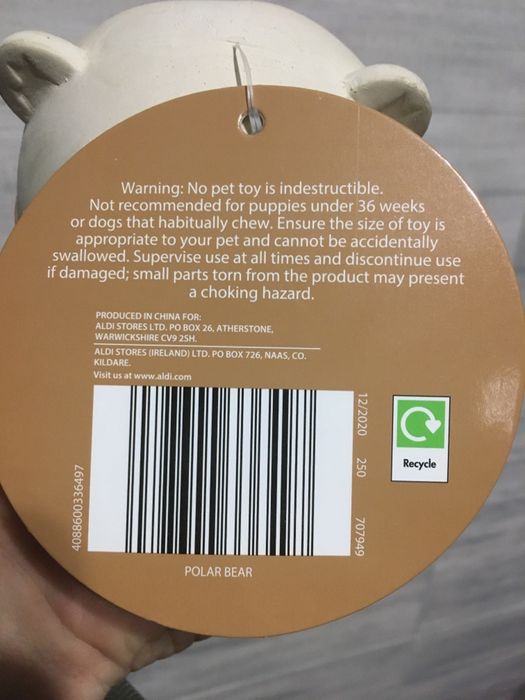 Warning: No pet toy is indestructible.
Not recommended for puppies under 36 weeks
or dogs that habitually chew. Ensure the size of toy is
appropriate to your pet and cannot be accidentally
swallowed. Supervise use at all times and discontinue use
if damaged; small parts torn from the product may present
a choking hazard.
PRODUCED IN CHINA FOR:
ALDI STORES LTD. PO BOX 26, ATHERSTONE,
WARWICKSHIRE CV9 2SH.
ALDI STORES (IRELAND) LTD. PO BOX 726, NAAS, CO.
KILDARE.
Visit us at www.aldi.com
4088600336497
12/2020 250 707949
Recycle
POLAR BEAR